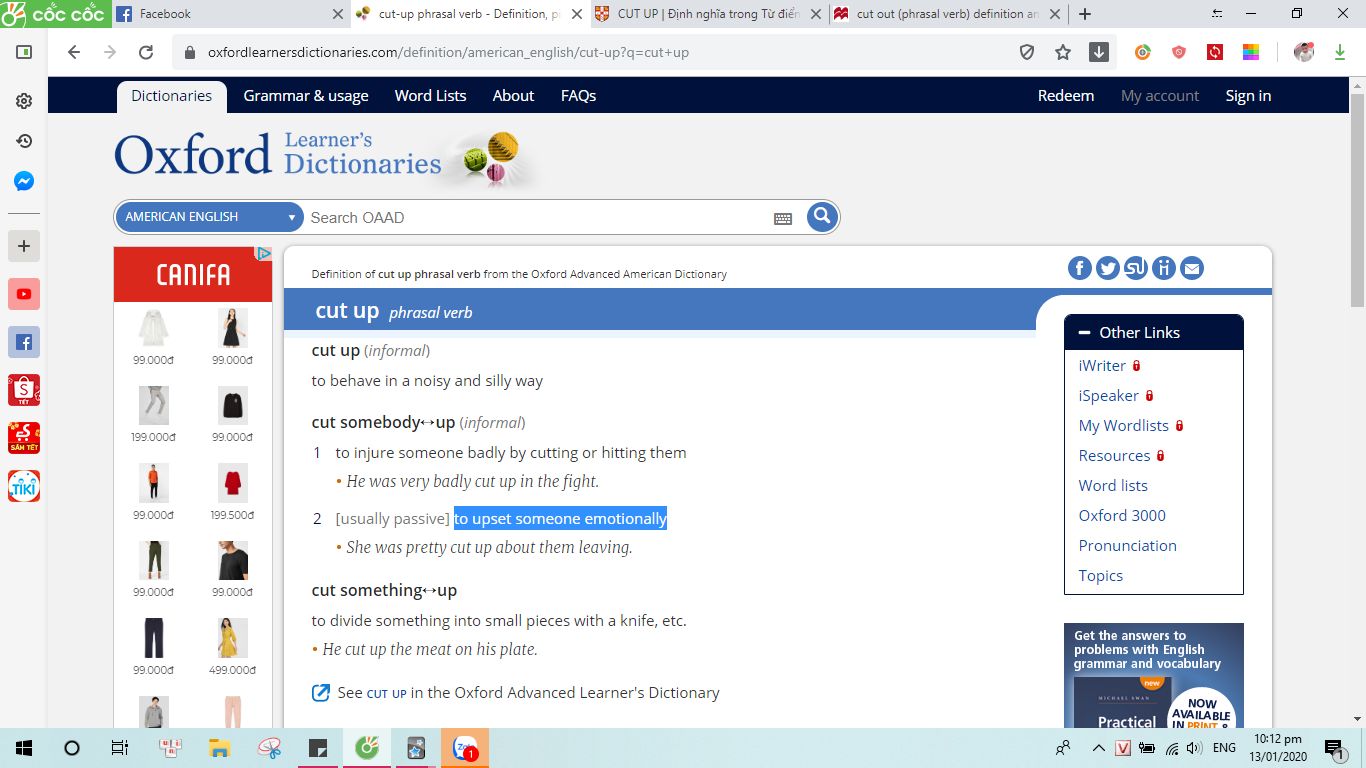 CỐC CỐC
Facebook
cut-up phrasal verb - Definition, p
CUT UP | Định nghĩa trong Từ điển
cut out (phrasal verb) definition an
oxfordlearnersdictionaries.com/definition/american_english/cut-up?q=cut+up
Dictionaries
Grammar & usage
Word Lists
About
FAQs
Redeem
My account
Sign in
Oxford Learner's Dictionaries
AMERICAN ENGLISH
Search OAAD
CANIFA
99.000đ
99.000đ
199.000đ
99.000đ
99.000đ
199.500đ
99.000đ
99.000đ
99.000đ
499.000đ
Definition of cut up phrasal verb from the Oxford Advanced American Dictionary
cut up phrasal verb
cut up (informal)
to behave in a noisy and silly way
cut somebody↔up (informal)
1 to injure someone badly by cutting or hitting them
• He was very badly cut up in the fight.
2 [usually passive] to upset someone emotionally
• She was pretty cut up about them leaving.
cut something↔up
to divide something into small pieces with a knife, etc.
• He cut up the meat on his plate.
See CUT UP in the Oxford Advanced Learner's Dictionary
Other Links
iWriter
iSpeaker
My Wordlists
Resources
Word lists
Oxford 3000
Pronunciation
Topics
Get the answers to
problems with English
grammar and vocabulary
new
MICHAEL SWAN
Practical
NOW
AVAILABLE
IN PRINT &
TẾT
SẮM TẾT
TIKI
Zalo
1
ENG
10:12 pm
13/01/2020
1